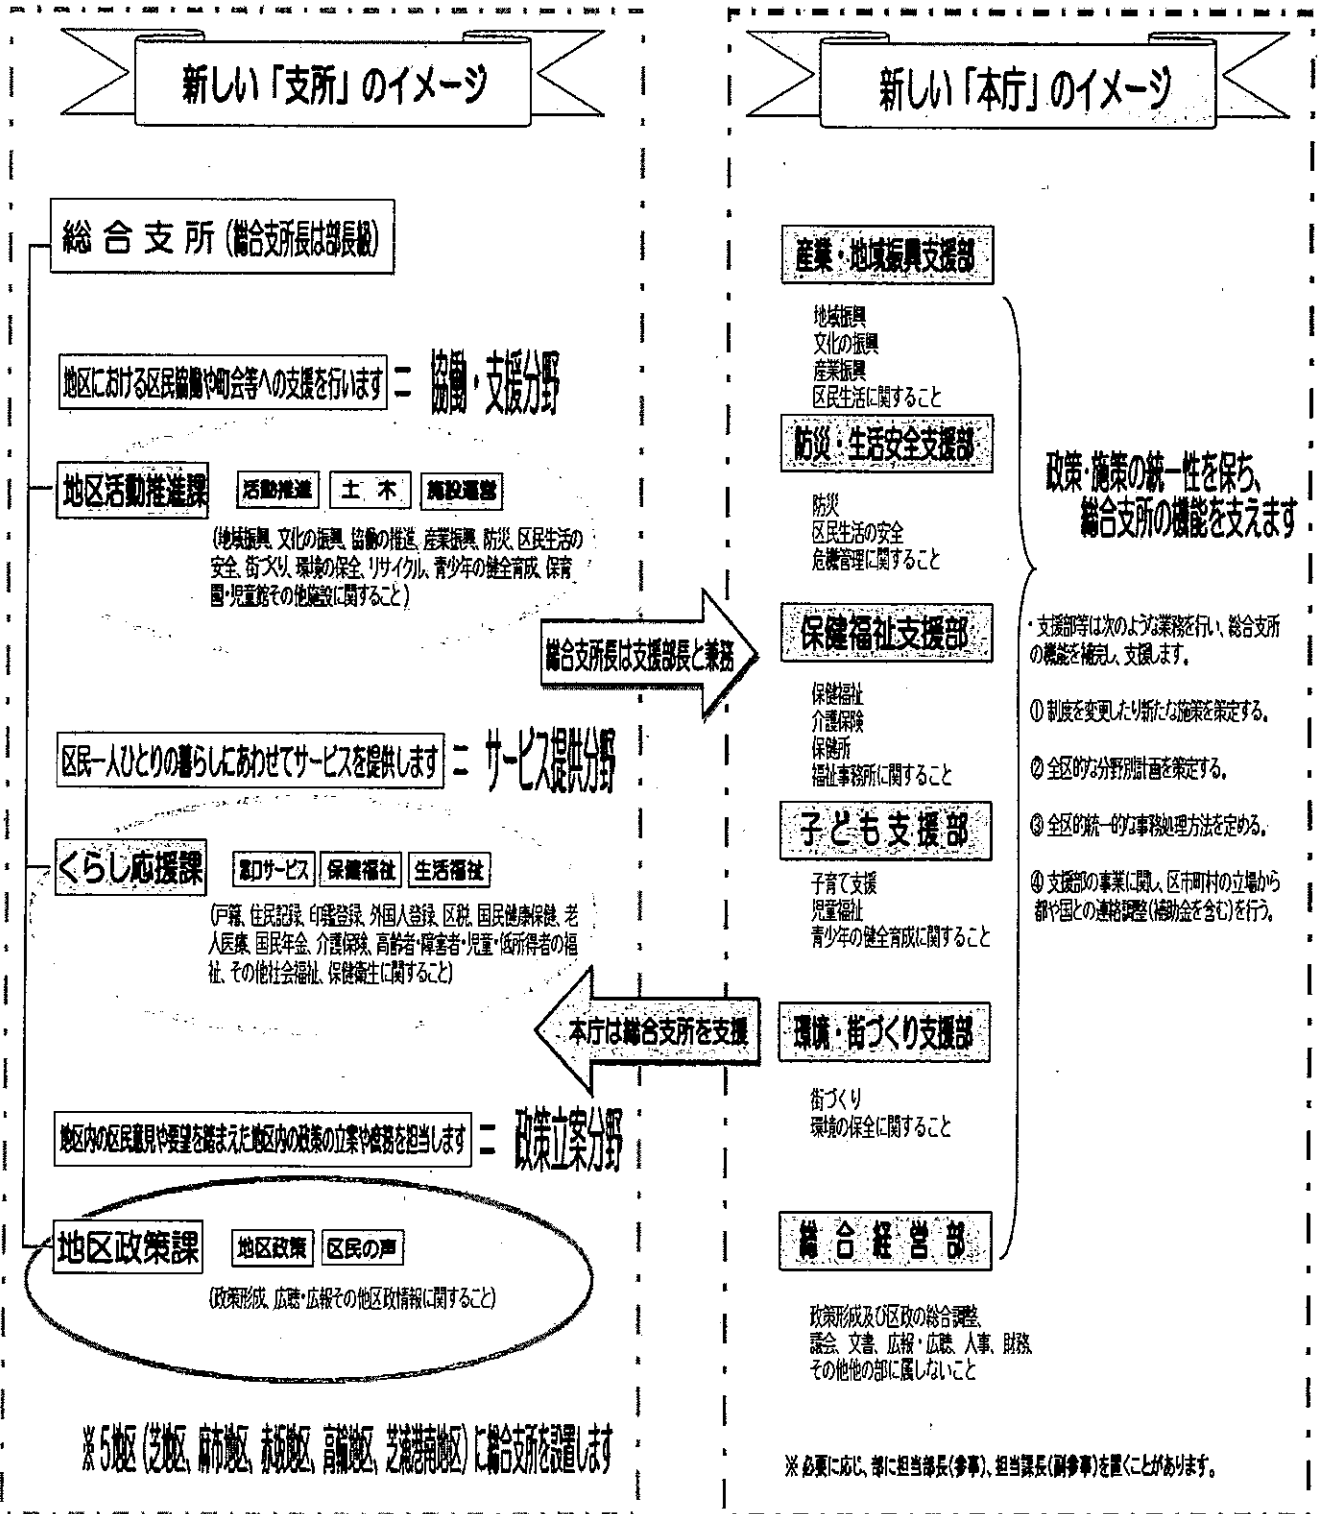 新しい「支所」のイメージ
総合支所(総合支所長は部長級)
地区における区民協働や町会等への支援を行います = 協働・支援分野
地区活動推進課 活動推進 土木 施設運営
(地域振興、文化の振興、協働の推進、産業振興、防災、区民生活の
安全、街づくり、環境の保全、リサイクル、青少年の健全育成、保育
園・児童館その他施設に関すること)
総合支所長は支援部長と兼務
区民一人ひとりの暮らしにあわせてサービスを提供します = サービス提供分野
くらし応援課 窓口サービス 保健福祉 生活福祉
(戸籍、住民記録、印鑑登録、外国人登録、区税、国民健康保健、老
人医療、国民年金、介護保険、高齢者・障害者・児童・低所得者の福
祉、その他社会福祉、保健衛生に関すること)
本庁は総合支所を支援
地区内の区民意見や要望を踏まえた地区内の政策の立案や庶務を担当します = 政策立案分野
地区政策課 地区政策 区民の声
(政策形成、広聴・広報その他区政情報に関すること)
※5地区(芝地区、麻布地区、赤坂地区、高輪地区、芝浦港南地区)に総合支所を設置します
新しい「本庁」のイメージ
産業・地域振興支援部
地域振興
文化の振興
産業振興
区民生活に関すること
防災・生活安全支援部
防災
区民生活の安全
危機管理に関すること
保健福祉支援部
保健福祉
介護保険
保健所
福祉事務所に関すること
子ども支援部
子育て支援
児童福祉
青少年の健全育成に関すること
環境・街づくり支援部
街づくり
環境の保全に関すること
総合経営部
政策形成及び区政の総合調整、
議会、文書、広報・広聴、人事、財務、
その他他の部に属しないこと
政策・施策の統一性を保ち、
総合支所の機能を支えます
・支援部等は次のような業務を行い、総合支所
の機能を補完し、支援します。
① 制度を変更したり新たな施策を策定する。
② 全区的な分野別計画を策定する。
③ 全区的統一的な事務処理方法を定める。
④ 支援部の事業に関し、区市町村の立場から
都や国との連絡調整(補助金を含む)を行う。
※ 必要に応じ、部に担当部長(参事)、担当課長(副参事)を置くことがあります。